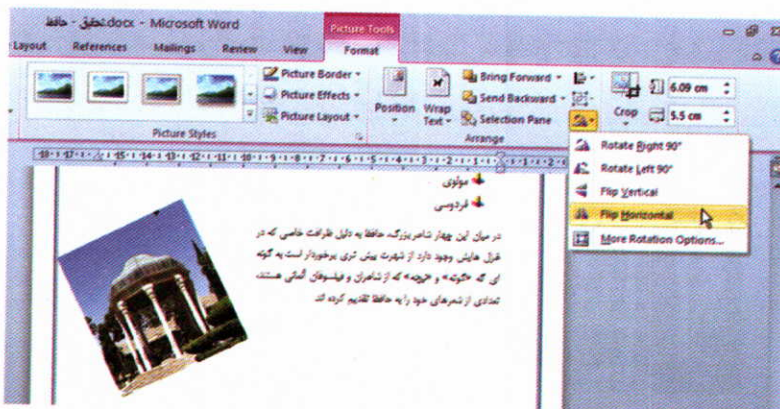 تحقیق - حافظ.docx - Microsoft Word
Picture Tools
Layout References Mailings Review View Format
Picture Border
Picture Effects
Picture Layout
Picture Styles
Position
Wrap Text
Bring Forward
Send Backward
Selection Pane
Arrange
Crop
6.09 cm
5.5 cm
Rotate Right 90°
Rotate Left 90°
Flip Vertical
Flip Horizontal
More Rotation Options...
مولوی
فردوسی
در میان این چهار شاعر بزرگ، حافظ به دلیل ظرافت خاصی که در
غزل هایش وجود دارد از شهرت بیش تری برخوردار است به گونه
ای که «گوته» و «نیچه» که از شاعران و فیلسوفان آلمانی هستند،
تعدادی از شعرهای خود را به حافظ تقدیم کرده اند.